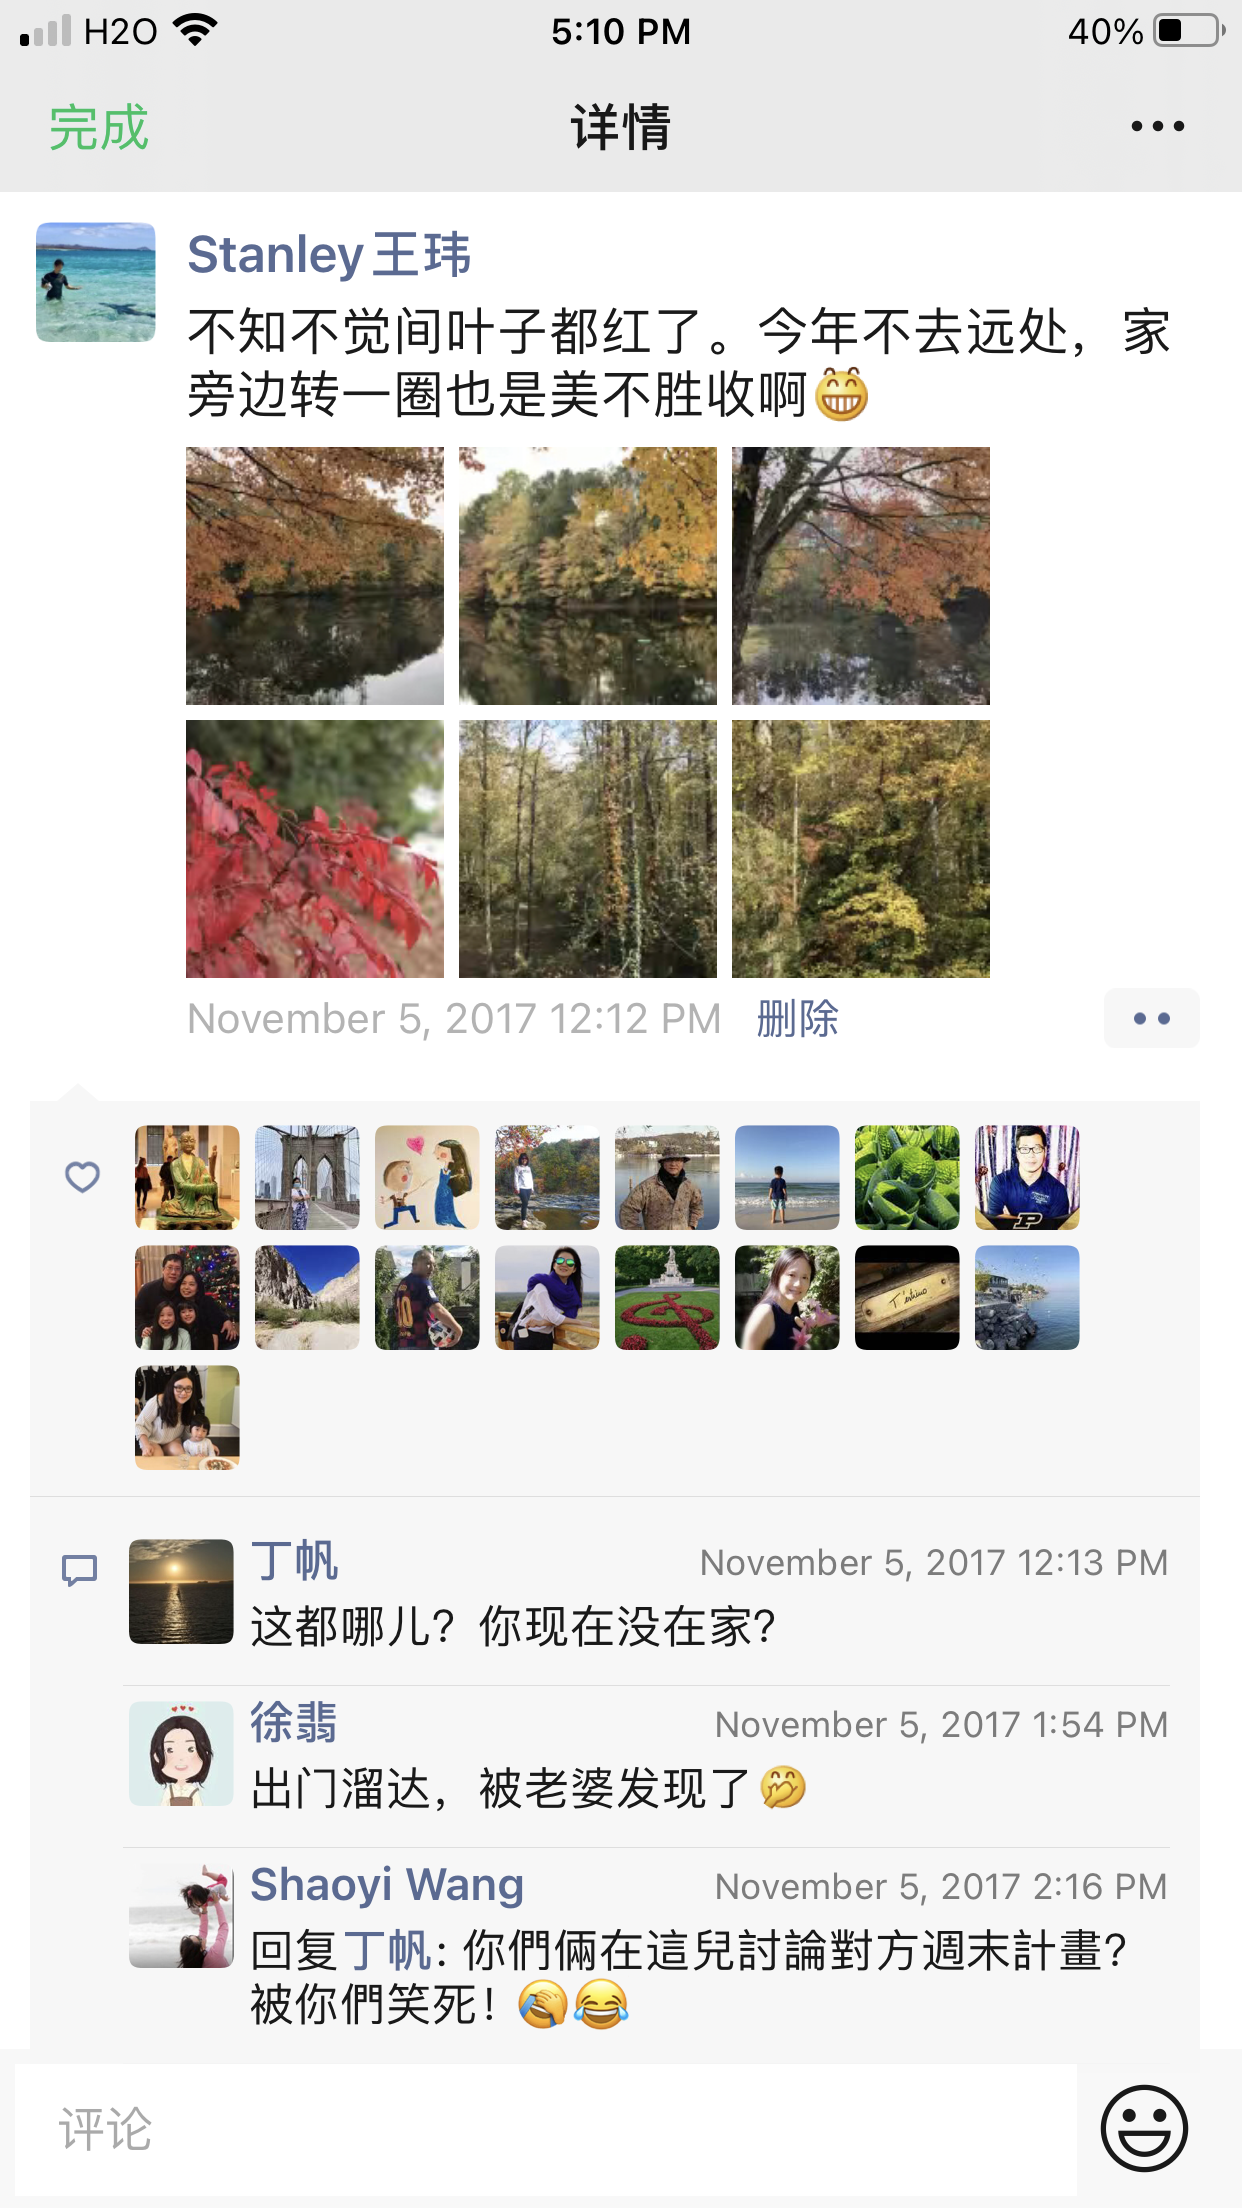 H2O 5:10 PM 40%
完成 详情
Stanley王玮
不知不觉间叶子都红了。今年不去远处，家
旁边转一圈也是美不胜收啊😁
November 5, 2017 12:12 PM 删除
丁帆 November 5, 2017 12:13 PM
这都哪儿？你现在没在家？
徐翡 November 5, 2017 1:54 PM
出门溜达，被老婆发现了🤭
Shaoyi Wang November 5, 2017 2:16 PM
回复丁帆: 你們倆在這兒討論對方週末計畫？
被你們笑死！🤦😂
评论